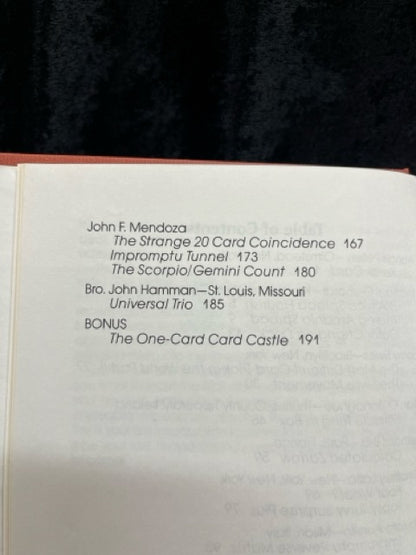 John F. Mendoza
The Strange 20 Card Coincidence 167
Impromptu Tunnel 173
The Scorpio/Gemini Count 180
Bro. John Hamman—St. Louis, Missouri
Universal Trio 185
BONUS
The One-Card Card Castle 191